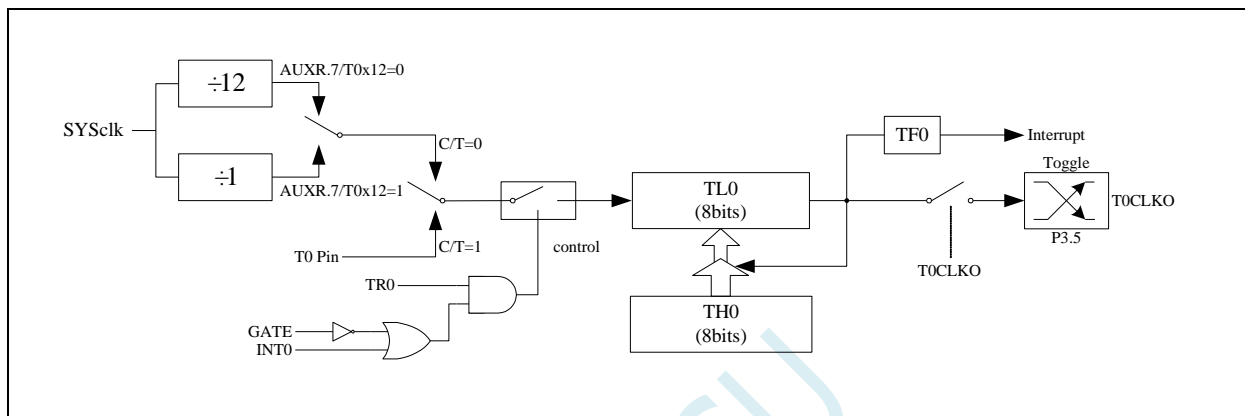 ÷12
AUXR.7/T0x12=0
SYSclk
÷1
AUXR.7/T0x12=1
C/T=0
C/T=1
T0 Pin
control
TR0
GATE
INT0
TL0
(8bits)
TH0
(8bits)
TF0
Interrupt
Toggle
T0CLKO
P3.5
T0CLKO